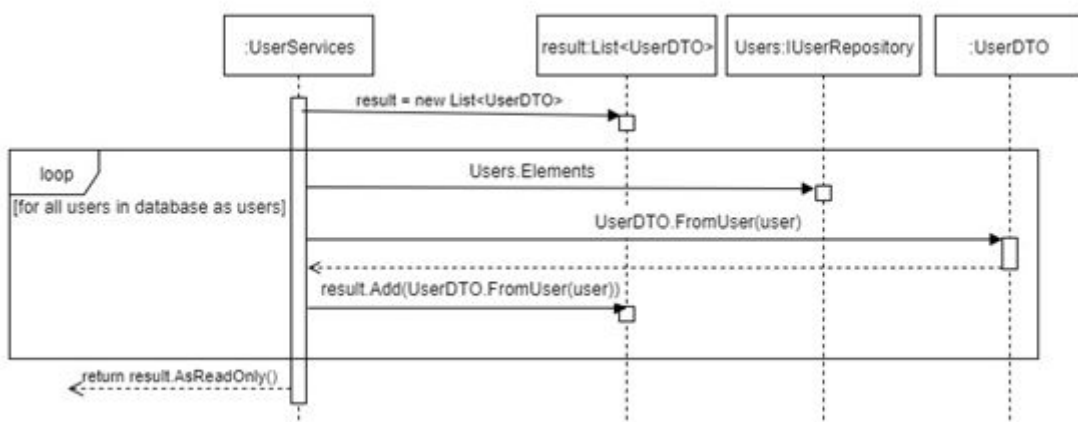 :UserServices
result:List<UserDTO>
Users:IUserRepository
:UserDTO
result = new List<UserDTO>
loop
[for all users in database as users]
Users.Elements
UserDTO.FromUser(user)
result.Add(UserDTO.FromUser(user))
return result.AsReadOnly()